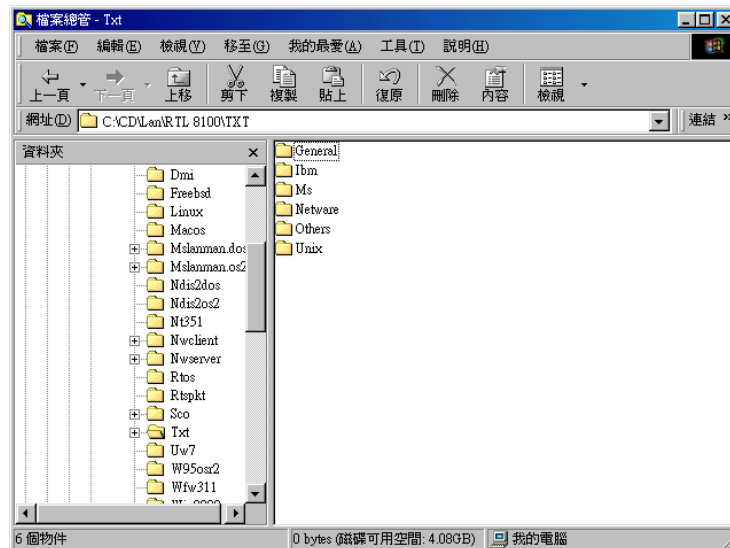 檔案總管 - Txt
檔案(F) 編輯(E) 檢視(V) 移至(G) 我的最愛(A) 工具(T) 說明(H)
上一頁 下一頁 上移 剪下 複製 貼上 復原 刪除 內容 檢視
網址(D) C:\CD\Lan\RTL 8100\TXT 連結 »
資料夾
Dmi
Freebsd
Linux
Macos
Mslanman.dos
Mslanman.os2
Ndis2dos
Ndis2os2
Nt351
Nwclient
Nwserver
Rtos
Rtspkt
Sco
Txt
Uw7
W95osr2
Wfw311
General
Ibm
Ms
Netware
Others
Unix
6 個物件 0 bytes (磁碟可用空間: 4.08GB) 我的電腦